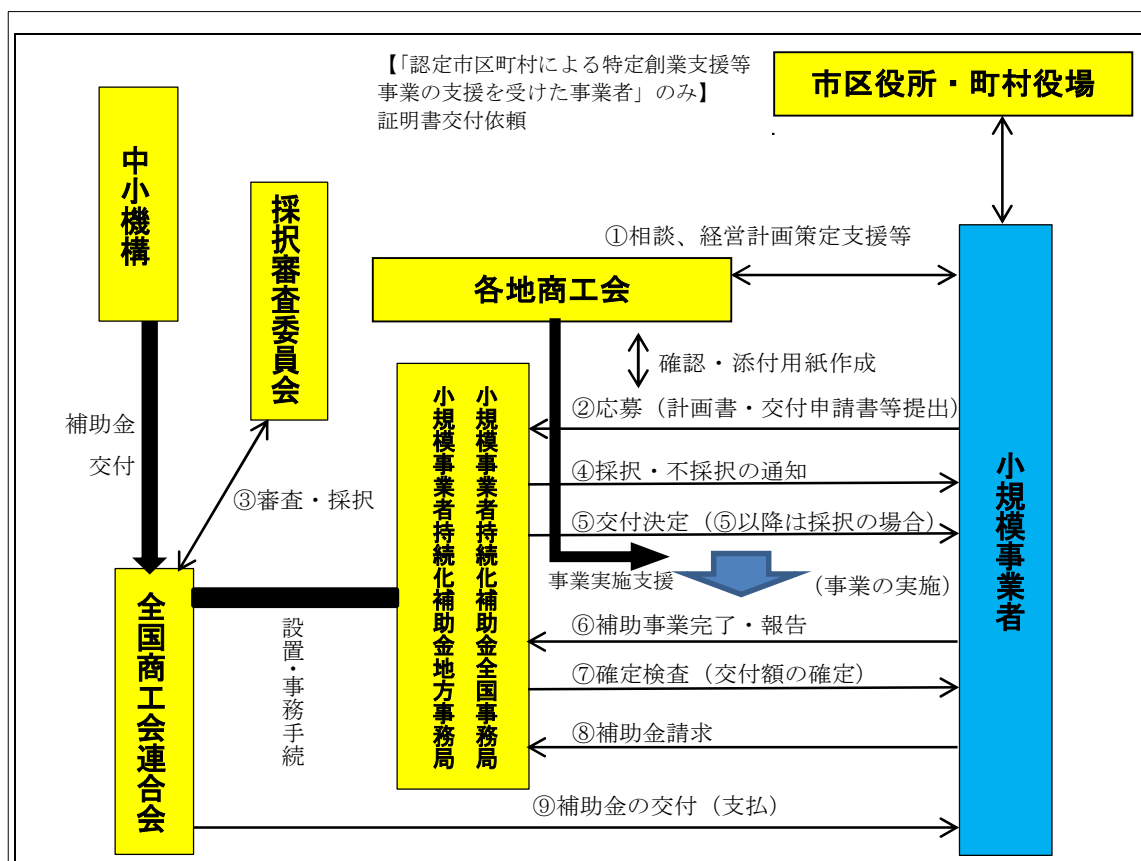 【「認定市区町村による特定創業支援等
事業の支援を受けた事業者」のみ】
証明書交付依頼
市区役所・町村役場
中小機構
採択審査委員会
①相談、経営計画策定支援等
各地商工会
確認・添付用紙作成
小規模事業者持続化補助金全国事務局
小規模事業者持続化補助金地方事務局
②応募（計画書・交付申請書等提出）
補助金
交付
③審査・採択
④採択・不採択の通知
⑤交付決定（⑤以降は採択の場合）
事業実施支援
（事業の実施）
小規模事業者
全国商工会連合会
設置・事務手続
⑥補助事業完了・報告
⑦確定検査（交付額の確定）
⑧補助金請求
⑨補助金の交付（支払）